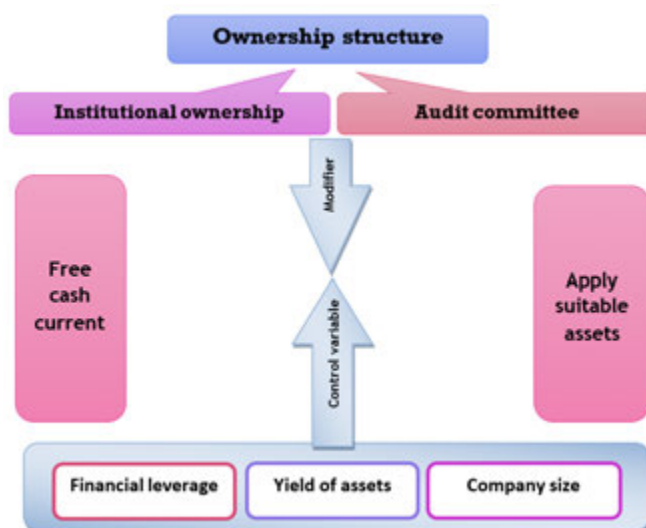 Ownership structure
Institutional ownership
Audit committee
Modifier
Free
cash
current
Apply
suitable
assets
Control variable
Financial leverage
Yield of assets
Company size